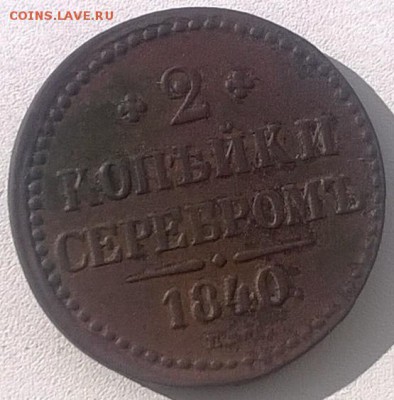 COINS.LAVE.RU
2
КОПѢЙКИ
СЕРЕБРОМЪ
1840